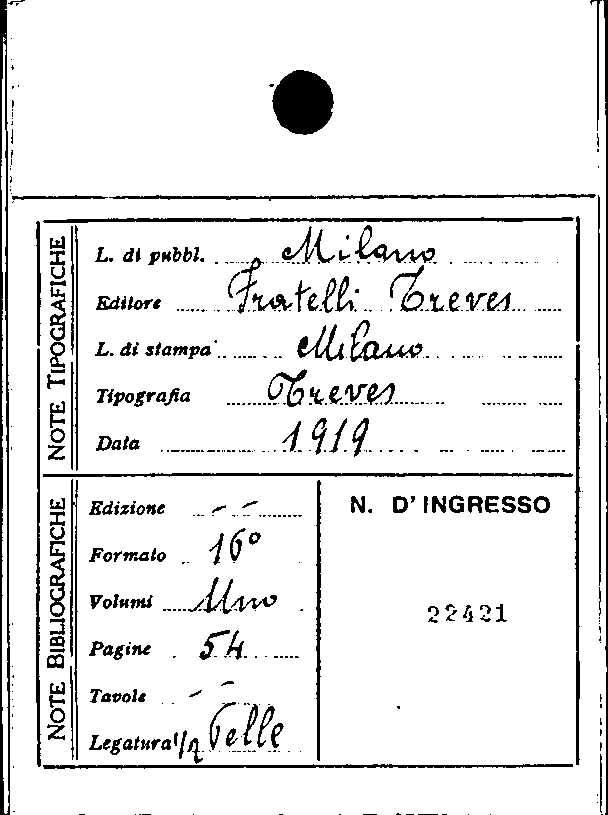 NOTE TIPOGRAFICHE
L. di pubbl. Milano
Editore Fratelli Treves
L. di stampa Milano
Tipografia Treves
Data 1919
NOTE BIBLIOGRAFICHE
Edizione - -
Formato 16°
Volumi Uno
Pagine 54
Tavole - -
Legatura 1/2 Pelle
N. D'INGRESSO
22421